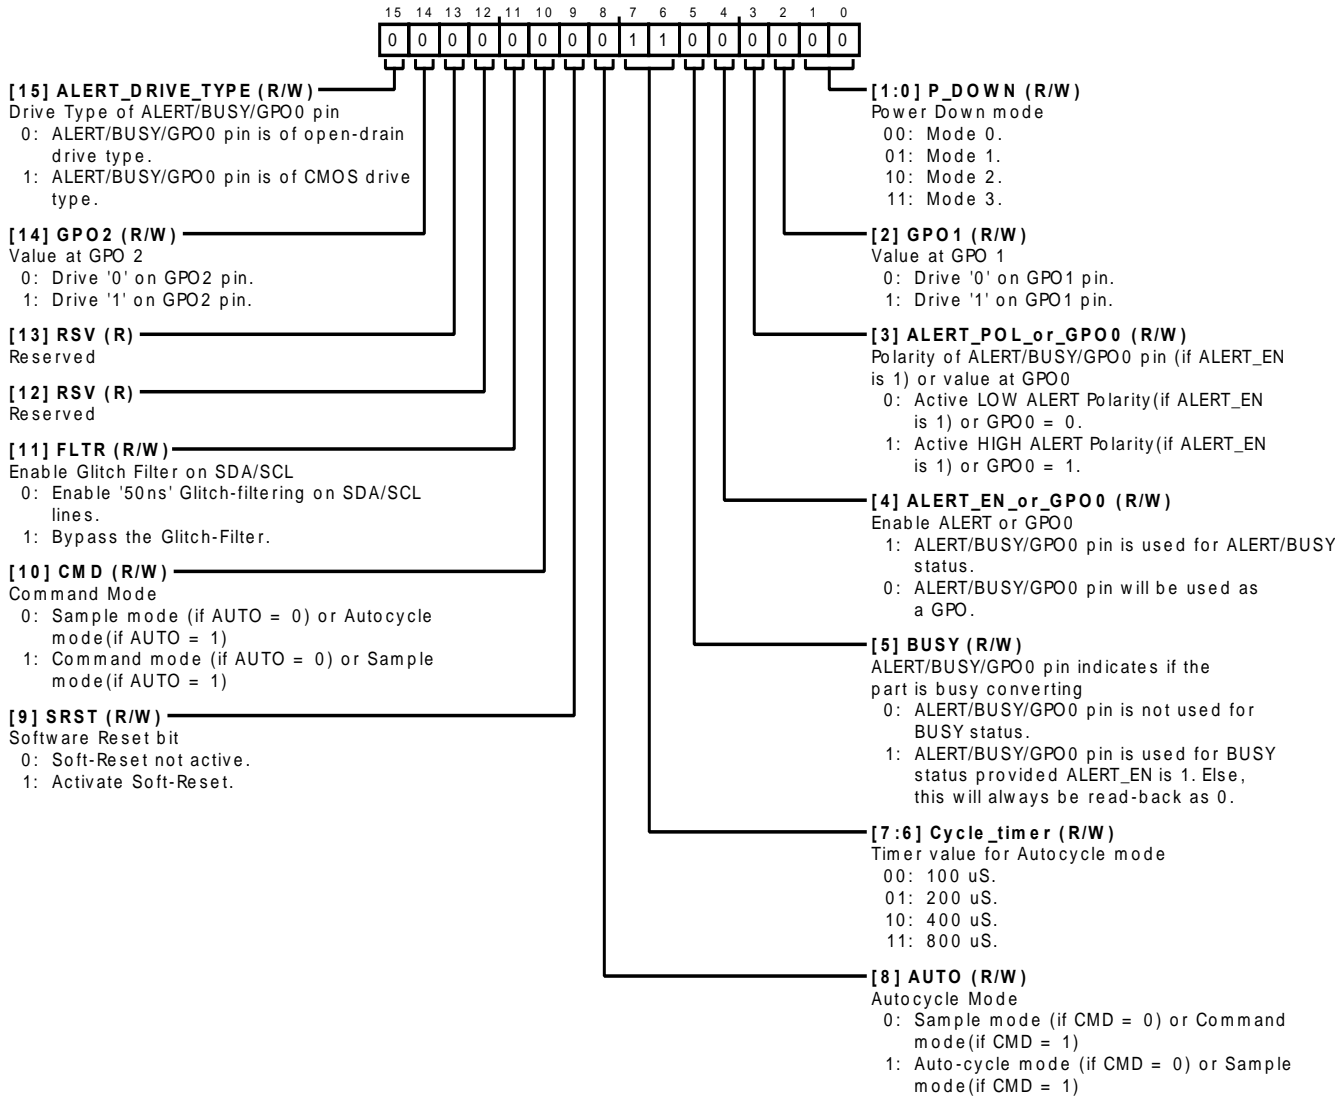 15 14 13 12 11 10 9 8 7 6 5 4 3 2 1 0
0 0 0 0 0 0 0 0 1 1 0 0 0 0 0 0
[15] ALERT_DRIVE_TYPE (R/W)
Drive Type of ALERT/BUSY/GPO0 pin
0: ALERT/BUSY/GPO0 pin is of open-drain
drive type.
1: ALERT/BUSY/GPO0 pin is of CMOS drive
type.
[14] GPO2 (R/W)
Value at GPO 2
0: Drive '0' on GPO2 pin.
1: Drive '1' on GPO2 pin.
[13] RSV (R)
Reserved
[12] RSV (R)
Reserved
[11] FLTR (R/W)
Enable Glitch Filter on SDA/SCL
0: Enable '50ns' Glitch-filtering on SDA/SCL
lines.
1: Bypass the Glitch-Filter.
[10] CMD (R/W)
Command Mode
0: Sample mode (if AUTO = 0) or Autocycle
mode(if AUTO = 1)
1: Command mode (if AUTO = 0) or Sample
mode(if AUTO = 1)
[9] SRST (R/W)
Software Reset bit
0: Soft-Reset not active.
1: Activate Soft-Reset.
[1:0] P_DOWN (R/W)
Power Down mode
00: Mode 0.
01: Mode 1.
10: Mode 2.
11: Mode 3.
[2] GPO1 (R/W)
Value at GPO 1
0: Drive '0' on GPO1 pin.
1: Drive '1' on GPO1 pin.
[3] ALERT_POL_or_GPO0 (R/W)
Polarity of ALERT/BUSY/GPO0 pin (if ALERT_EN
is 1) or value at GPO0
0: Active LOW ALERT Polarity(if ALERT_EN
is 1) or GPO0 = 0.
1: Active HIGH ALERT Polarity(if ALERT_EN
is 1) or GPO0 = 1.
[4] ALERT_EN_or_GPO0 (R/W)
Enable ALERT or GPO0
1: ALERT/BUSY/GPO0 pin is used for ALERT/BUSY
status.
0: ALERT/BUSY/GPO0 pin will be used as
a GPO.
[5] BUSY (R/W)
ALERT/BUSY/GPO0 pin indicates if the
part is busy converting
0: ALERT/BUSY/GPO0 pin is not used for
BUSY status.
1: ALERT/BUSY/GPO0 pin is used for BUSY
status provided ALERT_EN is 1. Else,
this will always be read-back as 0.
[7:6] Cycle_timer (R/W)
Timer value for Autocycle mode
00: 100 uS.
01: 200 uS.
10: 400 uS.
11: 800 uS.
[8] AUTO (R/W)
Autocycle Mode
0: Sample mode (if CMD = 0) or Command
mode(if CMD = 1)
1: Auto-cycle mode (if CMD = 0) or Sample
mode(if CMD = 1)